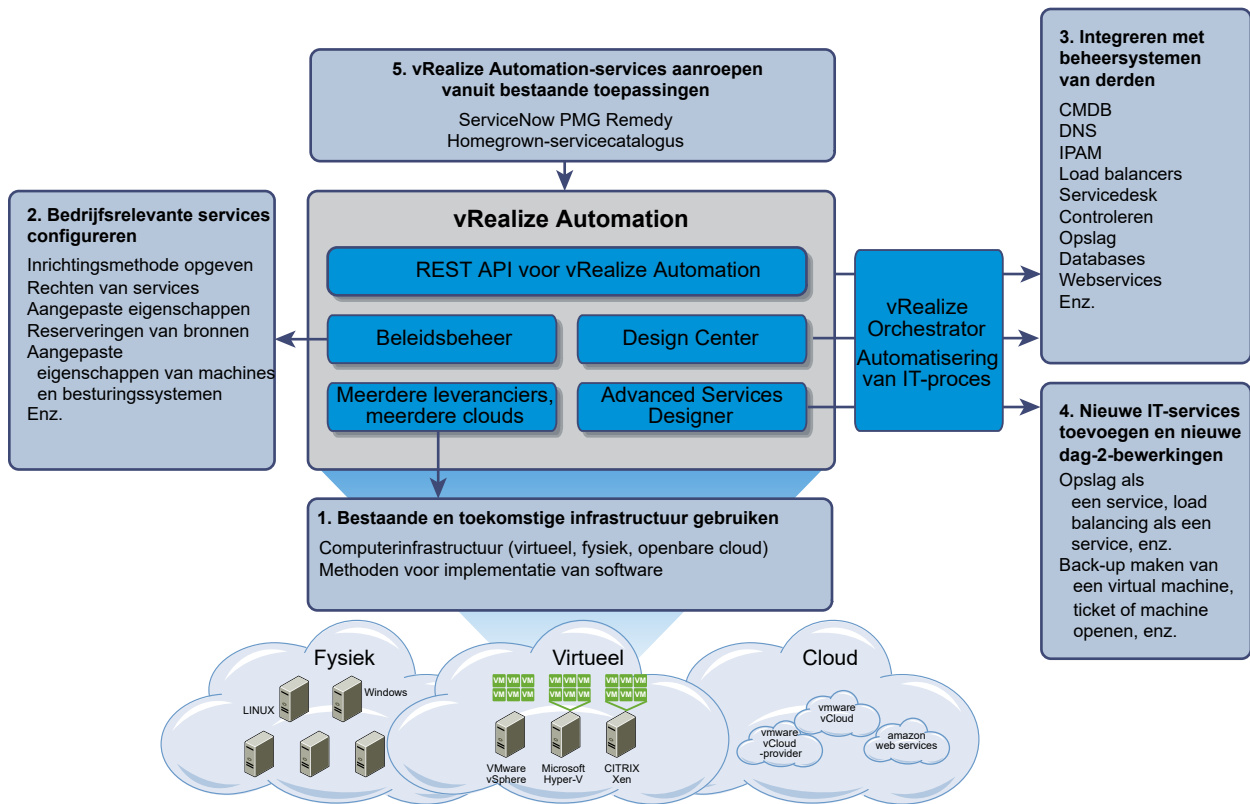 5. vRealize Automation-services aanroepen
vanuit bestaande toepassingen
ServiceNow PMG Remedy
Homegrown-servicecatalogus
3. Integreren met
beheersystemen
van derden
CMDB
DNS
IPAM
Load balancers
Servicedesk
Controleren
Opslag
Databases
Webservices
Enz.
2. Bedrijfsrelevante services
configureren
Inrichtingsmethode opgeven
Rechten van services
Aangepaste eigenschappen
Reserveringen van bronnen
Aangepaste
eigenschappen van machines
en besturingssystemen
Enz.
vRealize Automation
REST API voor vRealize Automation
Beleidsbeheer
Design Center
Meerdere leveranciers,
meerdere clouds
Advanced Services
Designer
vRealize
Orchestrator
Automatisering
van IT-proces
4. Nieuwe IT-services
toevoegen en nieuwe
dag-2-bewerkingen
Opslag als
een service, load
balancing als een
service, enz.
Back-up maken van
een virtual machine,
ticket of machine
openen, enz.
1. Bestaande en toekomstige infrastructuur gebruiken
Computerinfrastructuur (virtueel, fysiek, openbare cloud)
Methoden voor implementatie van software
Fysiek
LINUX
Windows
Virtueel
VM VM VM VM VM VM VM VM VM
VM VM VM VM VM VM VM VM VM
VMware
vSphere
Microsoft
Hyper-V
CITRIX
Xen
Cloud
vmware
vCloud
vmware
vCloud
-provider
amazon
web services